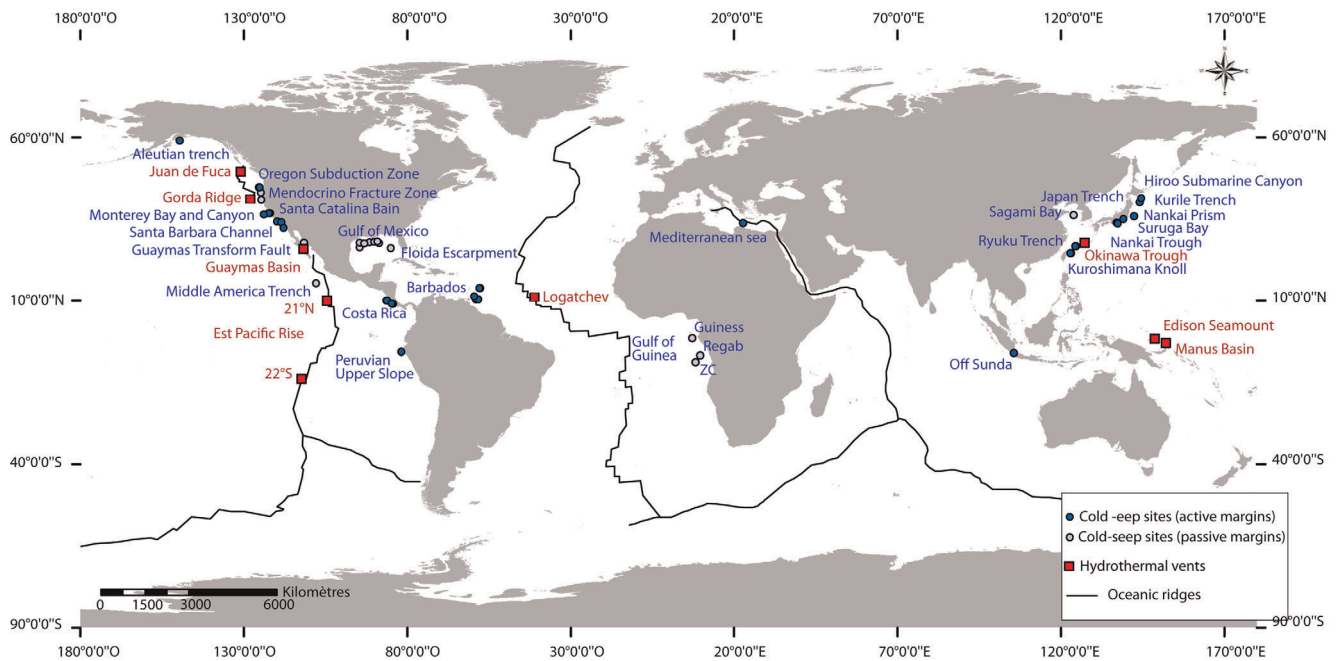 180°0'0"O 130°0'0"O 80°0'0"O 30°0'0"O 20°0'0"E 70°0'0"E 120°0'0"E 170°0'0"E
N
W E
S
60°0'0"N 60°0'0"N
Aleutian trench
Juan de Fuca
Oregon Subduction Zone
Gorda Ridge
Mendocrino Fracture Zone
Monterey Bay and Canyon
Santa Catalina Bain
Santa Barbara Channel
Gulf of Mexico
Guaymas Transform Fault
Floida Escarpment
Guaymas Basin
Middle America Trench
Barbados
Logatchev
10°0'0"N 10°0'0"N
21°N
Costa Rica
Est Pacific Rise
Peruvian
Upper Slope
22°S
Mediterranean sea
Guiness
Gulf of
Guinea
Regab
ZC
Hiroo Submarine Canyon
Japan Trench
Kurile Trench
Sagami Bay
Nankai Prism
Suruga Bay
Ryuku Trench
Nankai Trough
Okinawa Trough
Kuroshimana Knoll
Edison Seamount
Manus Basin
Off Sunda
40°0'0"S 40°0'0"S
Cold -eep sites (active margins)
Cold-seep sites (passive margins)
Hydrothermal vents
Oceanic ridges
Kilomètres
0 1500 3000 6000
90°0'0"S 90°0'0"S
180°0'0"O 130°0'0"O 80°0'0"O 30°0'0"O 20°0'0"E 70°0'0"E 120°0'0"E 170°0'0"E